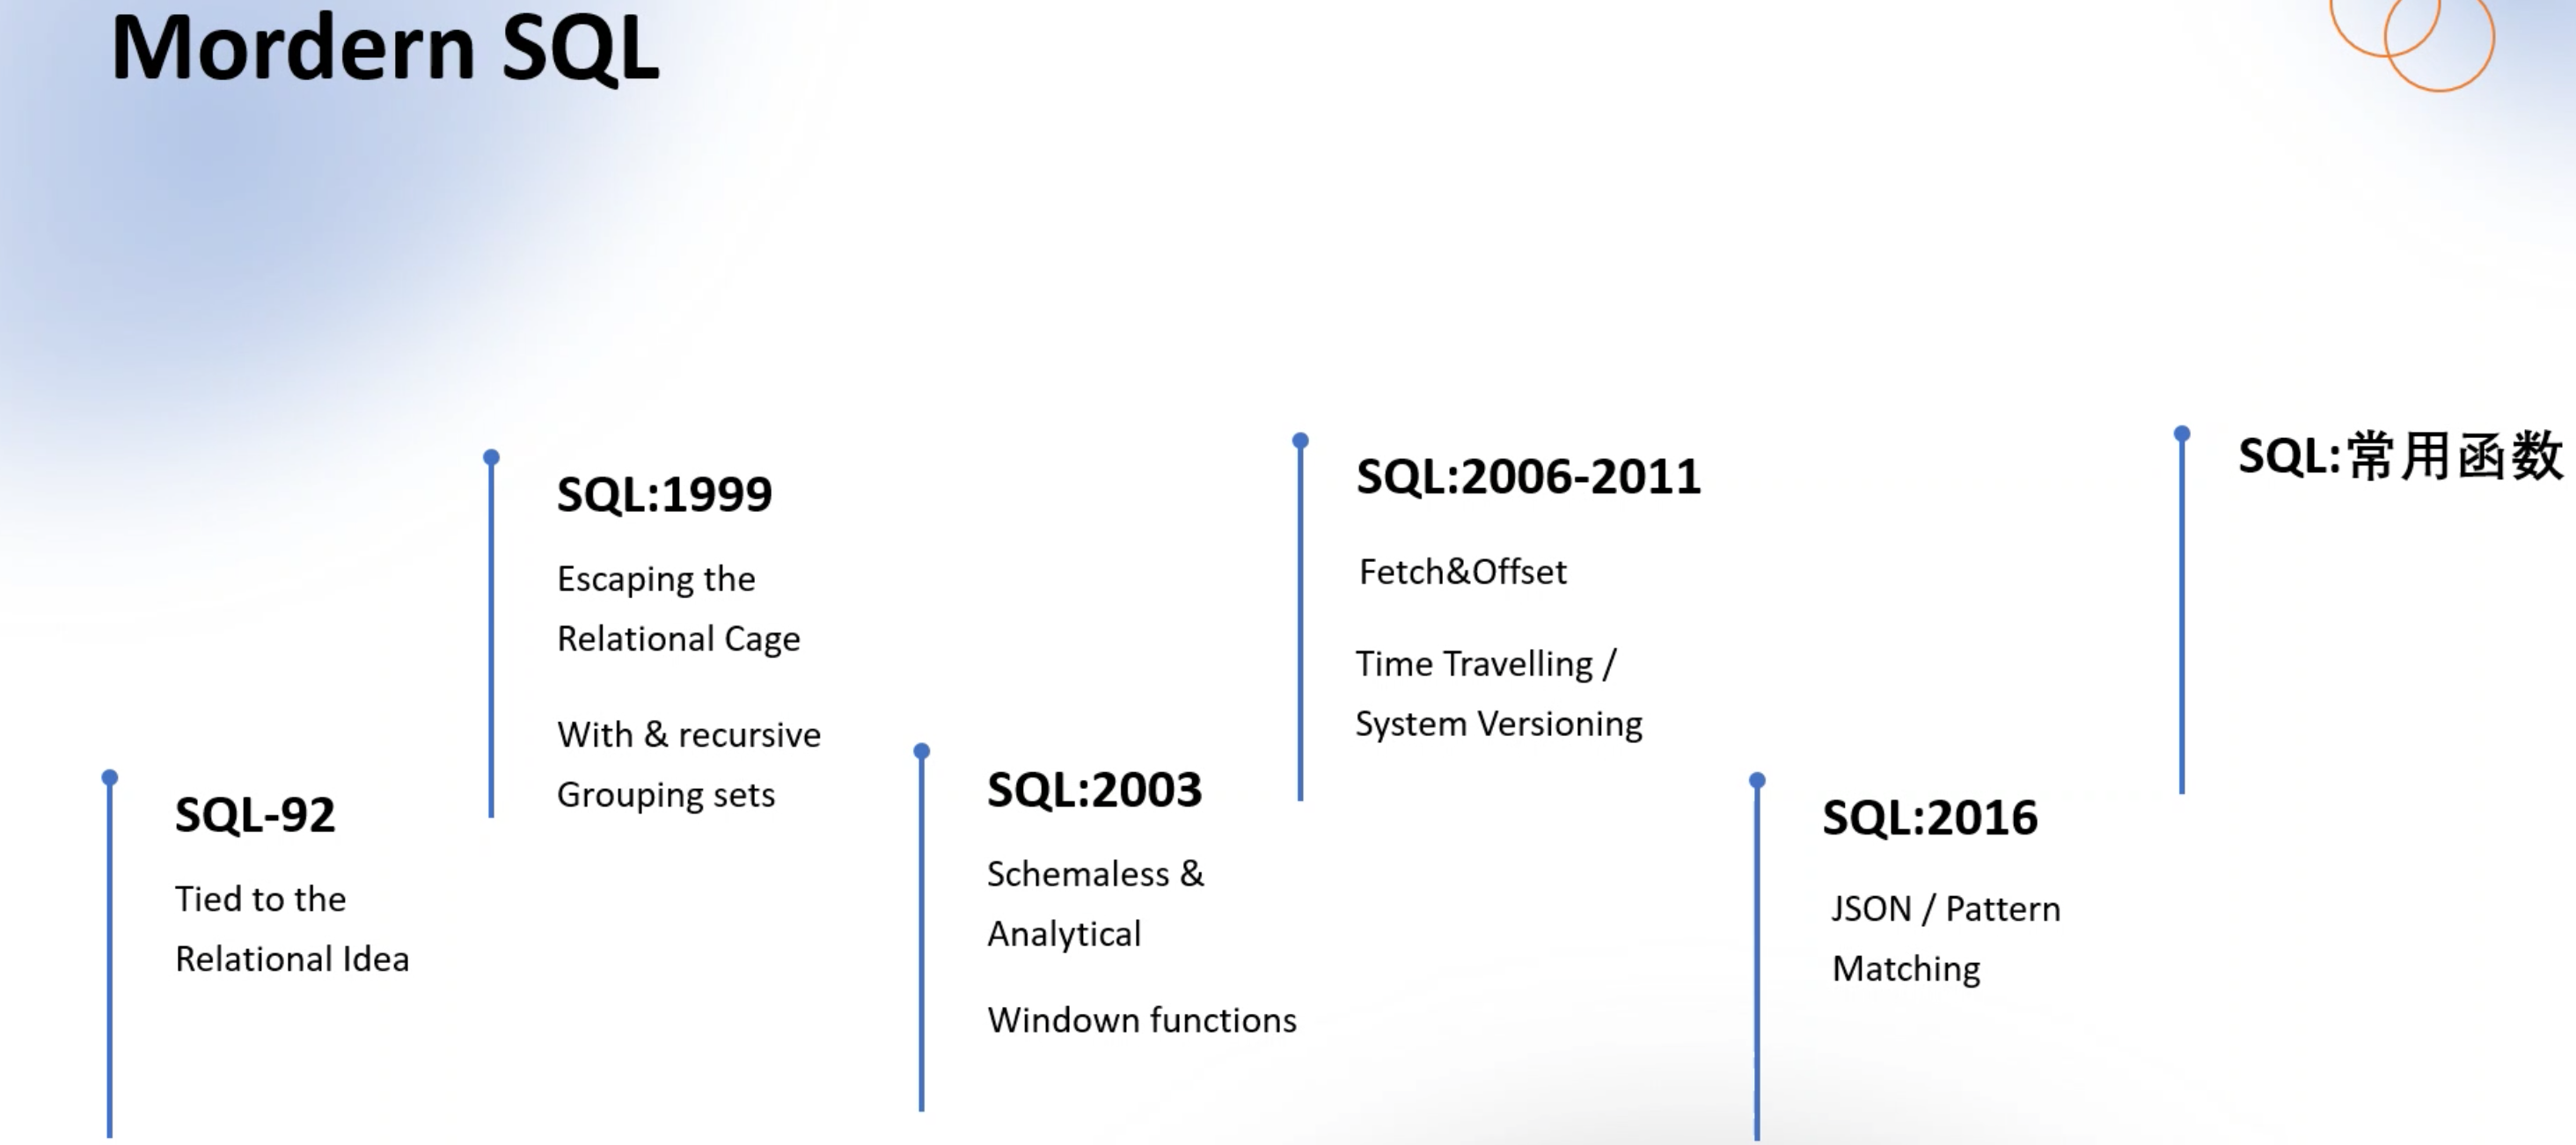 Mordern SQL
SQL-92
Tied to the
Relational Idea
SQL:1999
Escaping the
Relational Cage
With & recursive
Grouping sets
SQL:2003
Schemaless &
Analytical
Windown functions
SQL:2006-2011
Fetch&Offset
Time Travelling /
System Versioning
SQL:2016
JSON / Pattern
Matching
SQL:常用函数